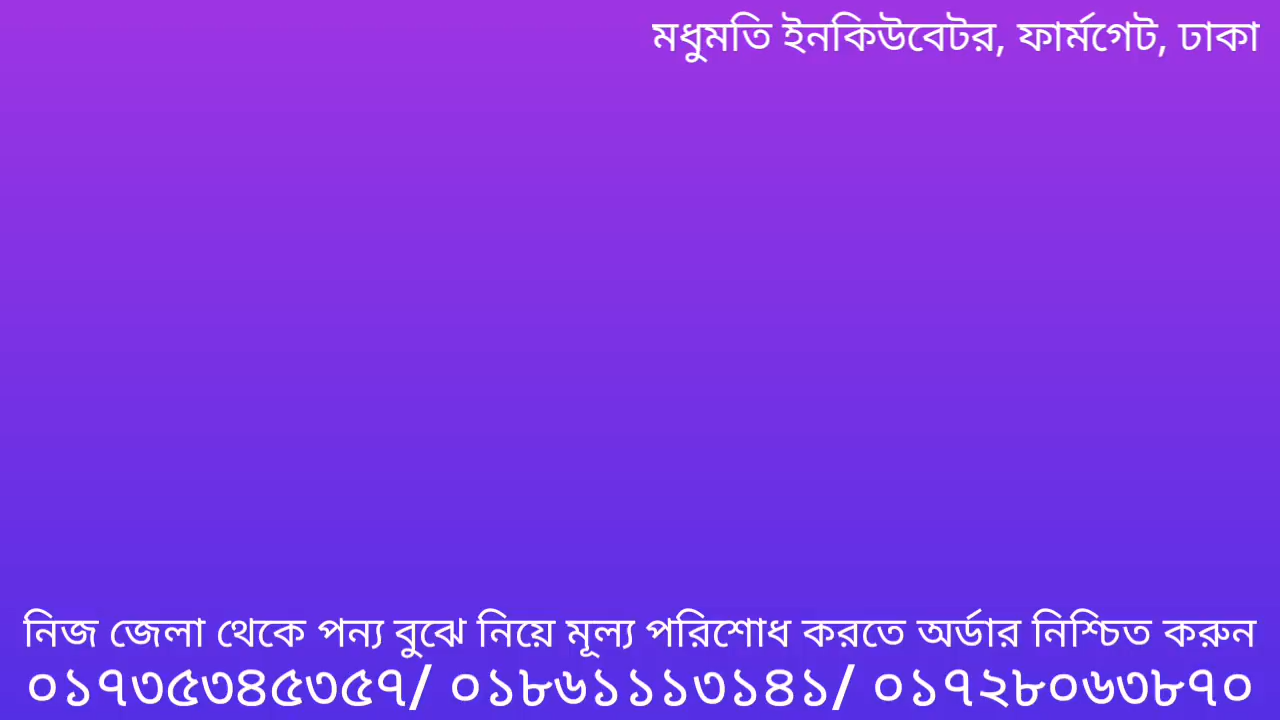 মধুমতি ইনকিউবেটর, ফার্মগেট, ঢাকা
নিজ জেলা থেকে পন্য বুঝে নিয়ে মূল্য পরিশোধ করতে অর্ডার নিশ্চিত করুন
০১৭৩৫৩৪৫৩৫৭/ ০১৮৬১১১৩১৪১/ ০১৭২৮০৬৩৮৭০